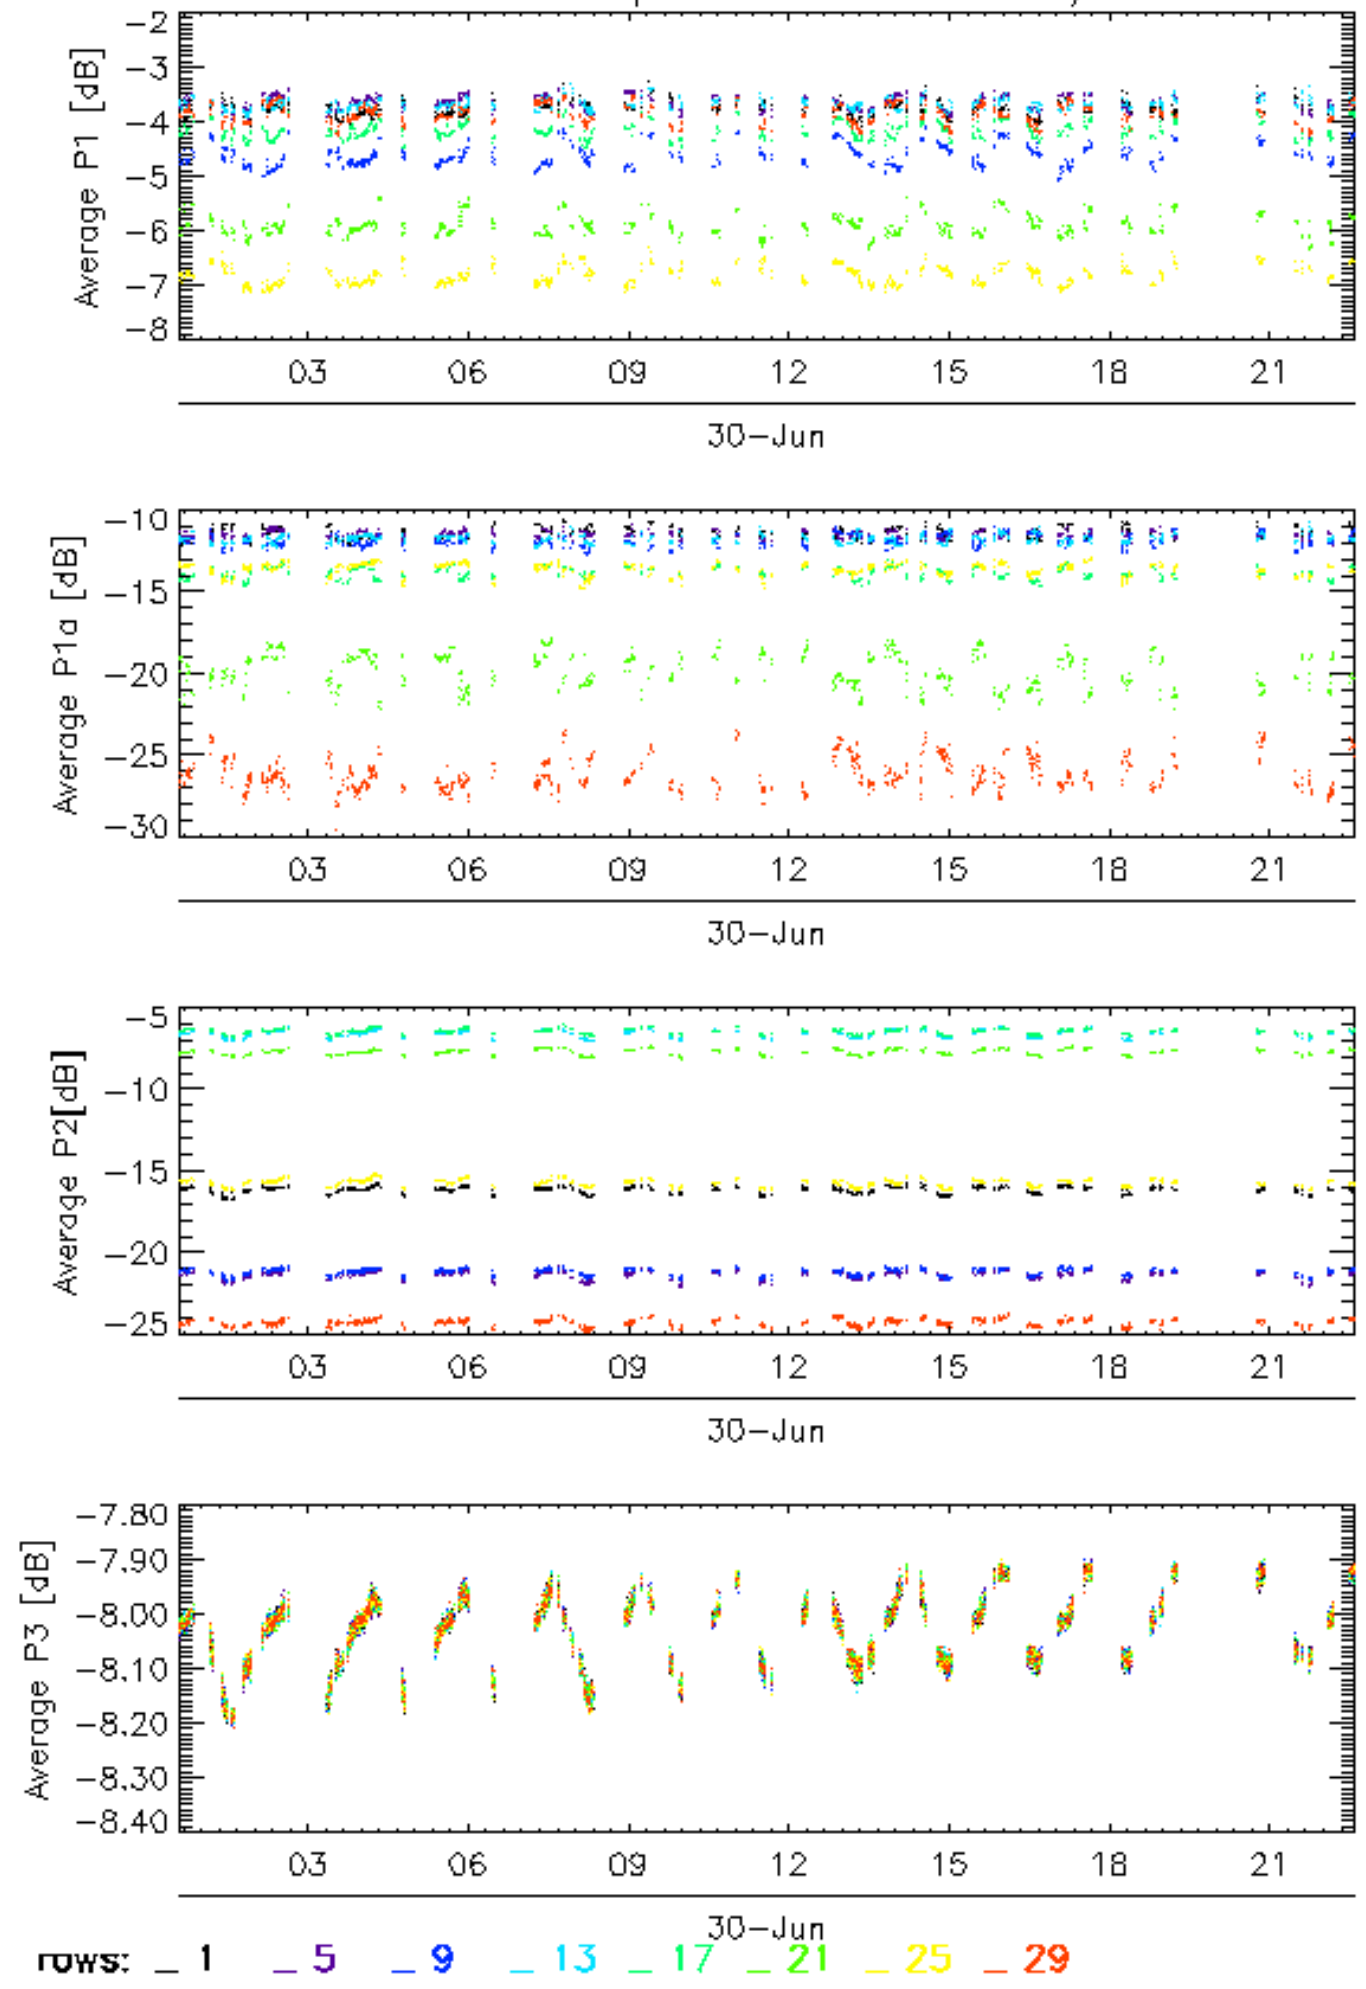 -2
-3
-4
-5
-6
-7
-8
Average P1 [dB]
03 06 09 12 15 18 21
30-Jun
-10
-15
-20
-25
-30
Average P1a [dB]
03 06 09 12 15 18 21
30-Jun
-5
-10
-15
-20
-25
Average P2[dB]
03 06 09 12 15 18 21
30-Jun
-7.80
-7.90
-8.00
-8.10
-8.20
-8.30
-8.40
Average P3 [dB]
03 06 09 12 15 18 21
30-Jun
rows: _ 1 _ 5 _ 9 _ 13 _ 17 _ 21 _ 25 _ 29